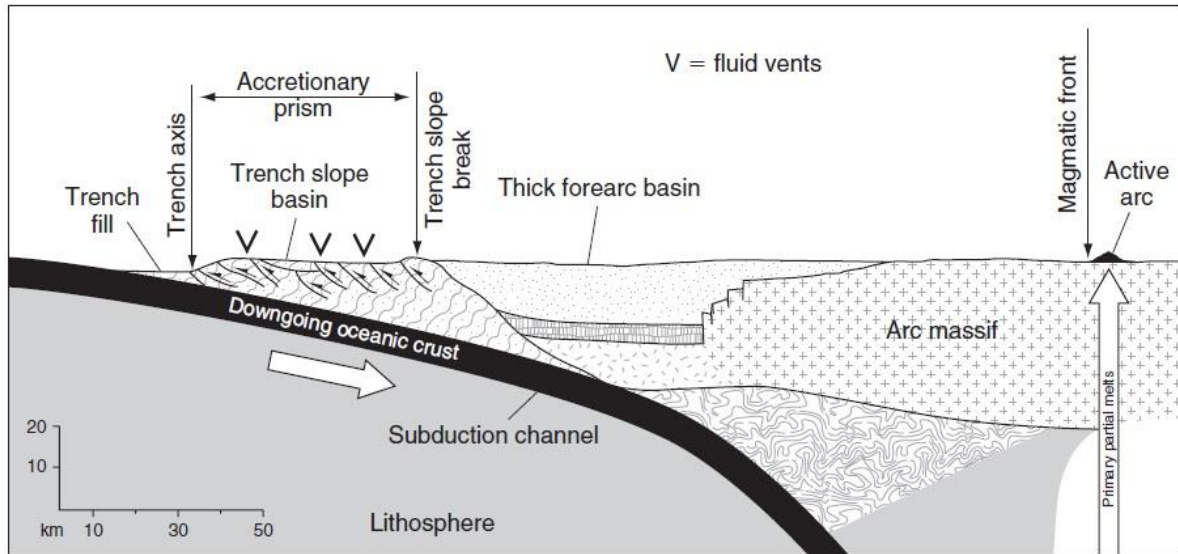 V = fluid vents
Accretionary
prism
Trench axis
Trench slope
break
Magmatic front
Active
arc
Trench
fill
Trench slope
basin
Thick forearc basin
V V V
Downgoing oceanic crust
Arc massif
Subduction channel
Primary partial melts
Lithosphere
20
10
km 10 30 50